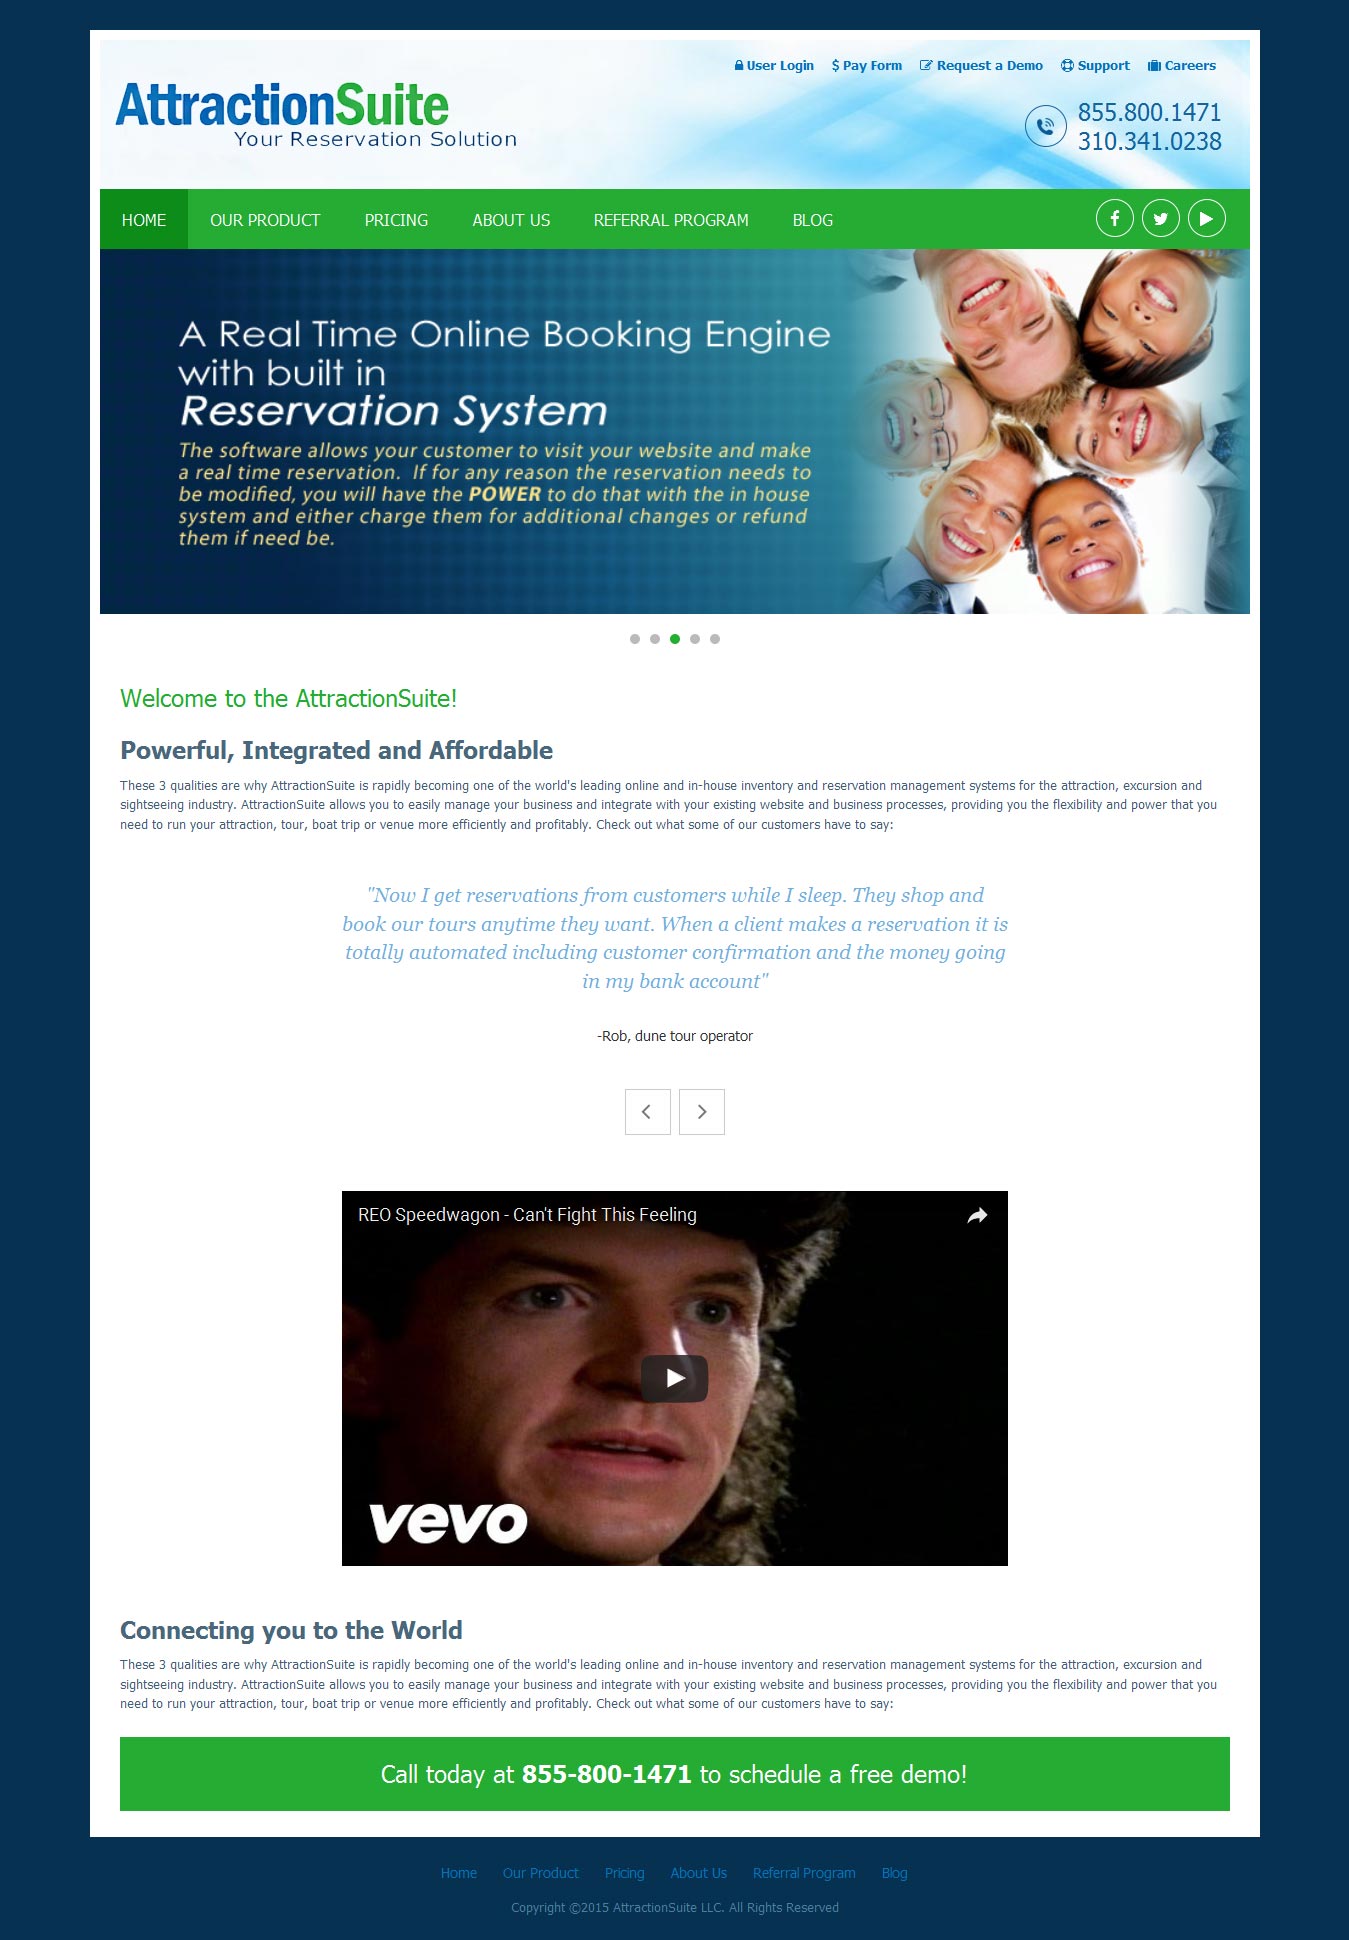 User Login Pay Form Request a Demo Support Careers
AttractionSuite
Your Reservation Solution
855.800.1471
310.341.0238
HOME OUR PRODUCT PRICING ABOUT US REFERRAL PROGRAM BLOG
A Real Time Online Booking Engine
with built in
Reservation System
The software allows your customer to visit your website and make
a real time reservation. If for any reason the reservation needs to
be modified, you will have the POWER to do that with the in house
system and either charge them for additional changes or refund
them if need be.
Welcome to the AttractionSuite!
Powerful, Integrated and Affordable
These 3 qualities are why AttractionSuite is rapidly becoming one of the world's leading online and in-house inventory and reservation management systems for the attraction, excursion and
sightseeing industry. AttractionSuite allows you to easily manage your business and integrate with your existing website and business processes, providing you the flexibility and power that you
need to run your attraction, tour, boat trip or venue more efficiently and profitably. Check out what some of our customers have to say:
"Now I get reservations from customers while I sleep. They shop and
book our tours anytime they want. When a client makes a reservation it is
totally automated including customer confirmation and the money going
in my bank account"
-Rob, dune tour operator
REO Speedwagon - Can't Fight This Feeling
vevo
Connecting you to the World
These 3 qualities are why AttractionSuite is rapidly becoming one of the world's leading online and in-house inventory and reservation management systems for the attraction, excursion and
sightseeing industry. AttractionSuite allows you to easily manage your business and integrate with your existing website and business processes, providing you the flexibility and power that you
need to run your attraction, tour, boat trip or venue more efficiently and profitably. Check out what some of our customers have to say:
Call today at 855-800-1471 to schedule a free demo!
Home Our Product Pricing About Us Referral Program Blog
Copyright ©2015 AttractionSuite LLC. All Rights Reserved